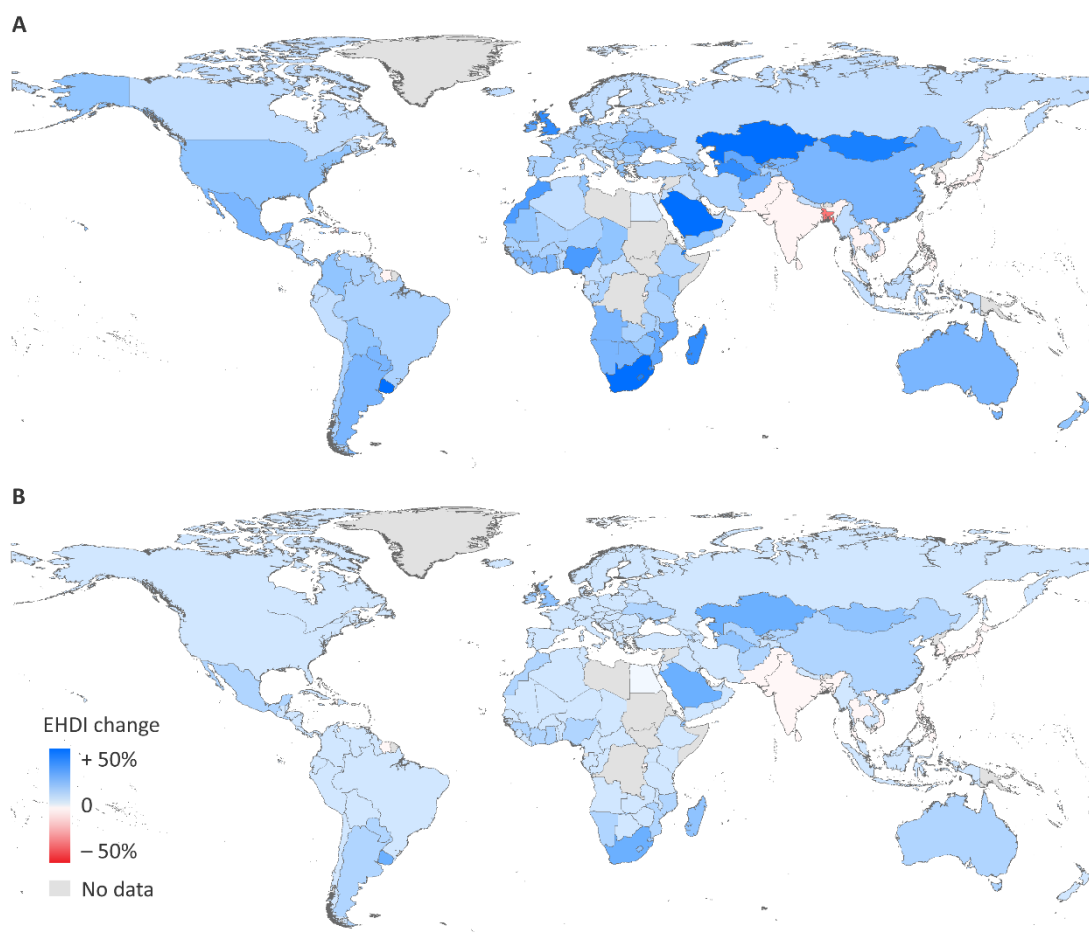 A
B
EHDI change
+ 50%
0
– 50%
No data